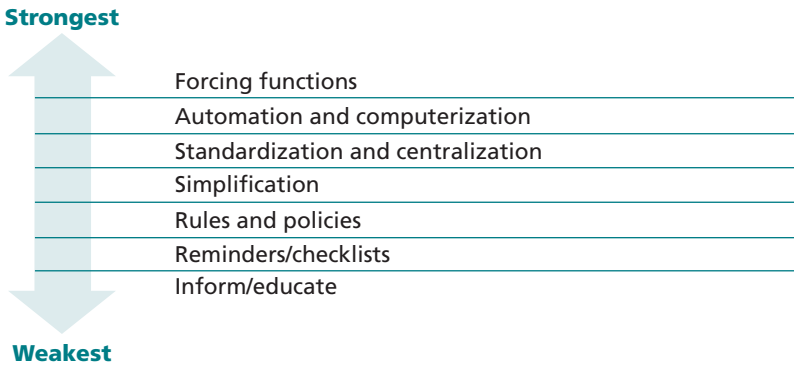 Strongest
Forcing functions
Automation and computerization
Standardization and centralization
Simplification
Rules and policies
Reminders/checklists
Inform/educate
Weakest